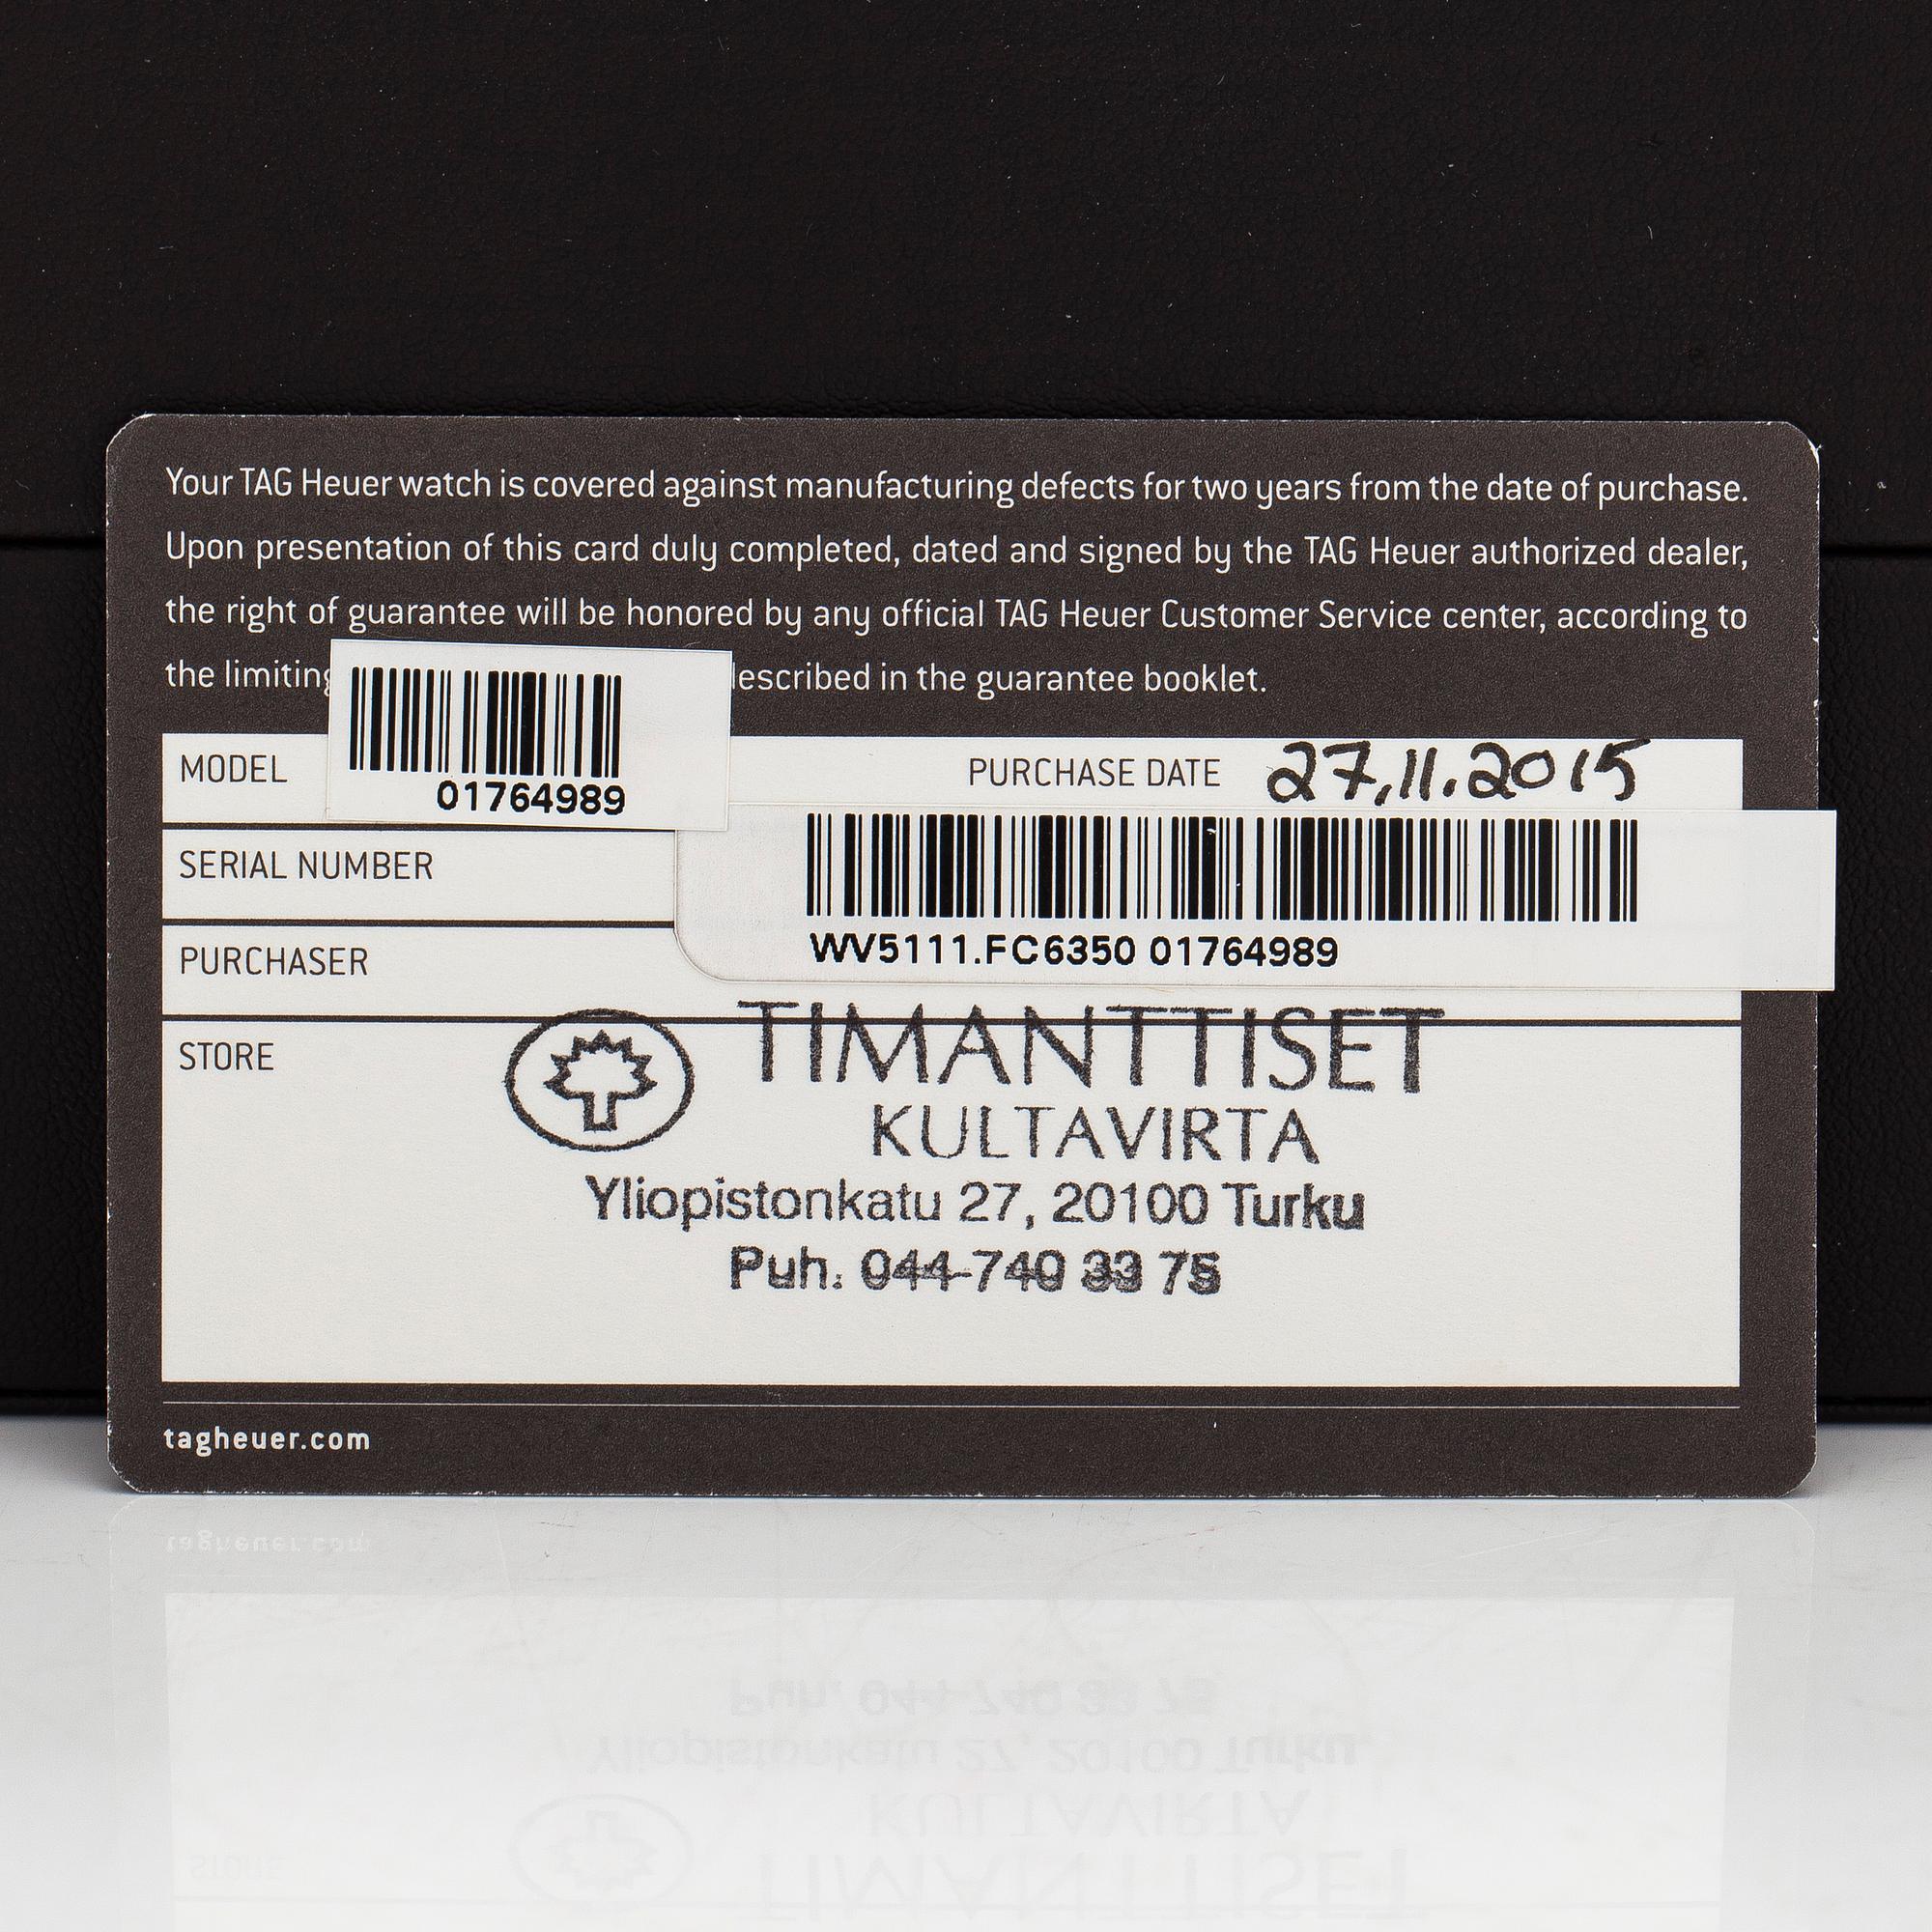 Your TAG Heuer watch is covered against manufacturing defects for two years from the date of purchase.
Upon presentation of this card duly completed, dated and signed by the TAG Heuer authorized dealer,
the right of guarantee will be honored by any official TAG Heuer Customer Service center, according to
the limiting described in the guarantee booklet.
MODEL
01764989
PURCHASE DATE 27.11.2015
SERIAL NUMBER
WV5111.FC6350 01764989
PURCHASER
STORE
TIMANTTISET
KULTAVIRTA
Yliopistonkatu 27, 20100 Turku
Puh. 044-740 33 75
tagheuer.com